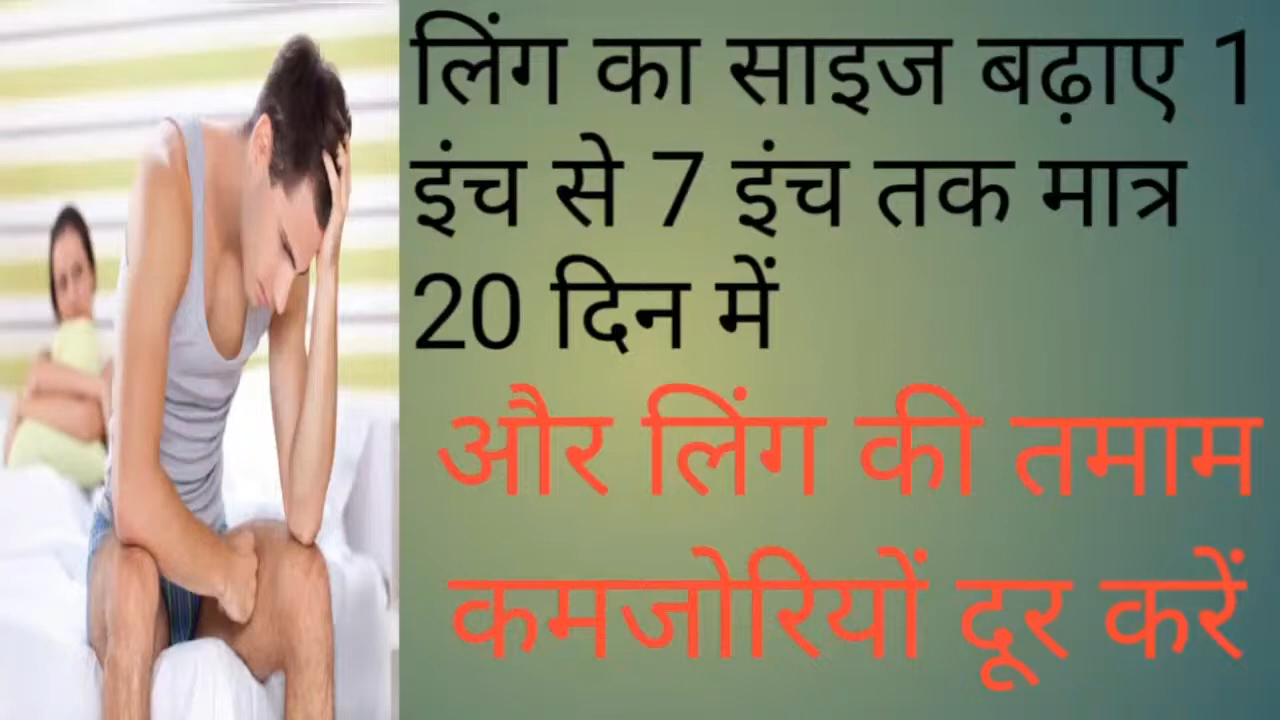 लिंग का साइज बढ़ाए 1
इंच से 7 इंच तक मात्र
20 दिन में
और लिंग की तमाम
कमजोरियों दूर करें